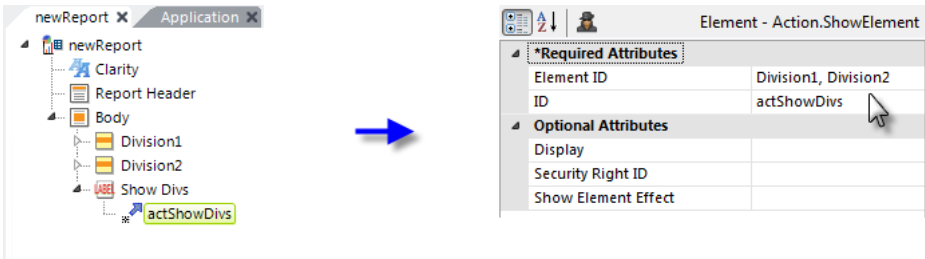 newReport
Application
newReport
Clarity
Report Header
Body
Division1
Division2
LABEL Show Divs
actShowDivs
A Z Element - Action.ShowElement
*Required Attributes
Element ID Division1, Division2
ID actShowDivs
Optional Attributes
Display
Security Right ID
Show Element Effect